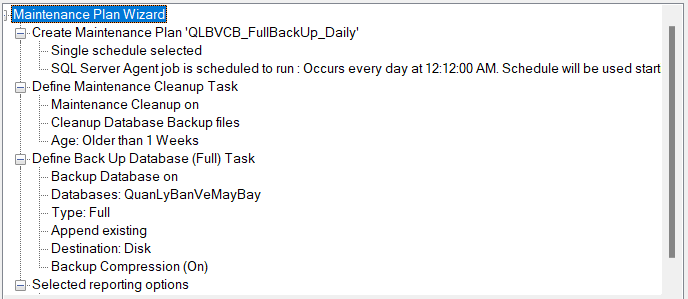 Maintenance Plan Wizard
Create Maintenance Plan 'QLBVCB_FullBackUp_Daily'
Single schedule selected
SQL Server Agent job is scheduled to run : Occurs every day at 12:12:00 AM. Schedule will be used start
Define Maintenance Cleanup Task
Maintenance Cleanup on
Cleanup Database Backup files
Age: Older than 1 Weeks
Define Back Up Database (Full) Task
Backup Database on
Databases: QuanLyBanVeMayBay
Type: Full
Append existing
Destination: Disk
Backup Compression (On)
Selected reporting options